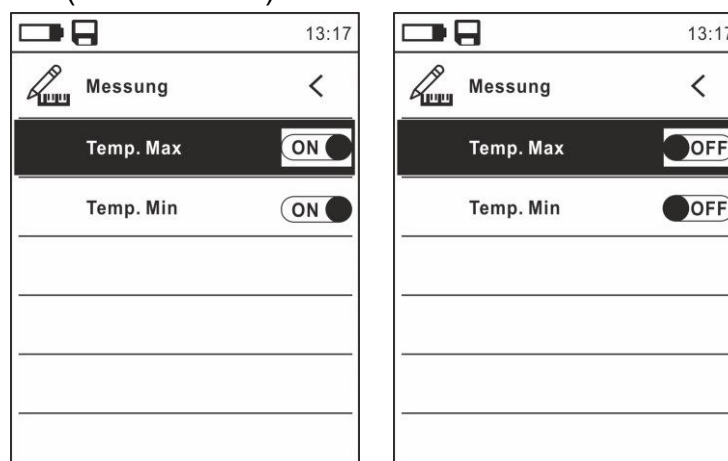 13:17
Messung
Temp. Max ON
Temp. Min ON
13:17
Messung
Temp. Max OFF
Temp. Min OFF